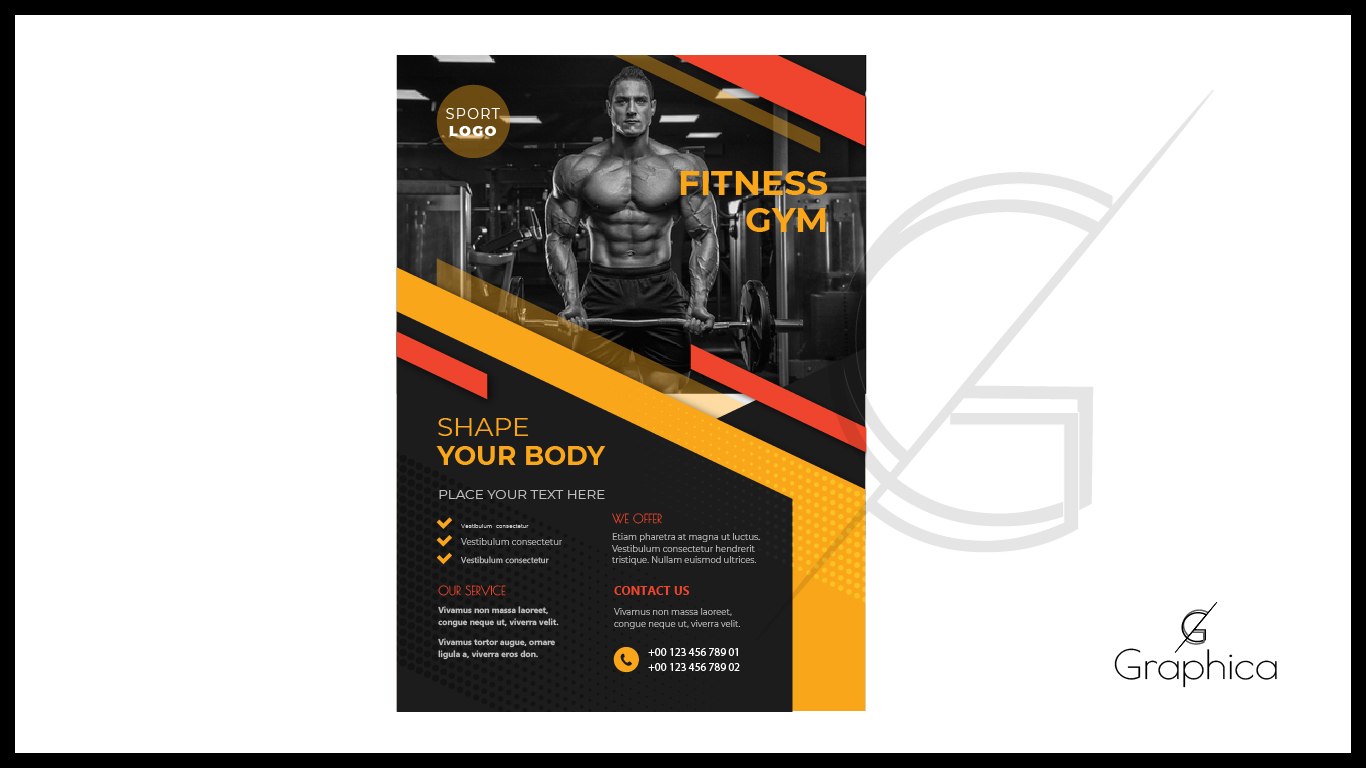 SPORT
LOGO
FITNESS
GYM
SHAPE
YOUR BODY
PLACE YOUR TEXT HERE
Vestibulum consectetur
Vestibulum consectetur
Vestibulum consectetur
OUR SERVICE
Vivamus non massa laoreet,
congue neque ut, viverra velit.
Vivamus tortor augue, ornare
ligula a, viverra eros don.
WE OFFER
Etiam pharetra at magna ut luctus.
Vestibulum consectetur hendrerit
tristique. Nullam euismod ultrices.
CONTACT US
Vivamus non massa laoreet,
congue neque ut, viverra velit.
+00 123 456 789 01
+00 123 456 789 02
G
G
Graphica